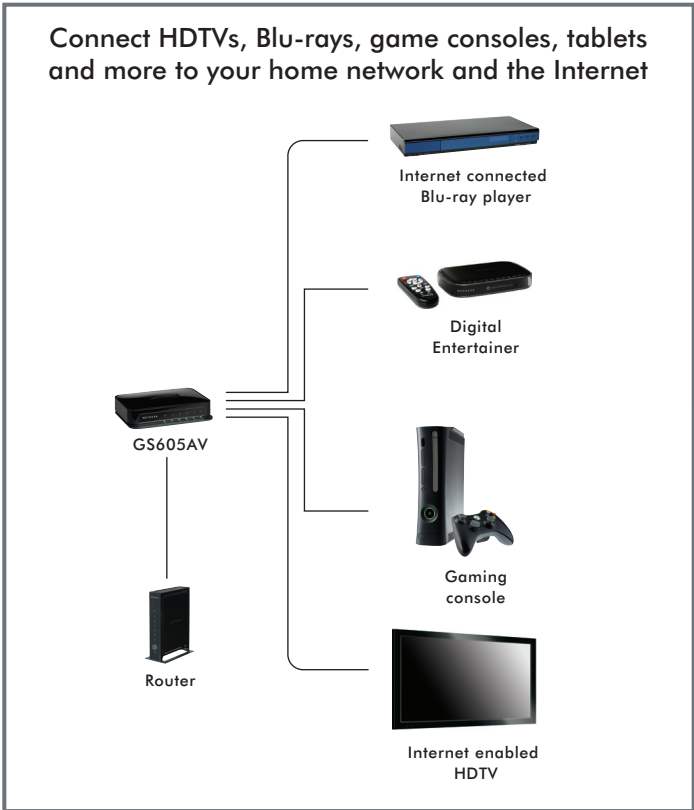 Connect HDTVs, Blu-rays, game consoles, tablets
and more to your home network and the Internet
Internet connected
Blu-ray player
Digital
Entertainer
GS605AV
Gaming
console
Router
Internet enabled
HDTV